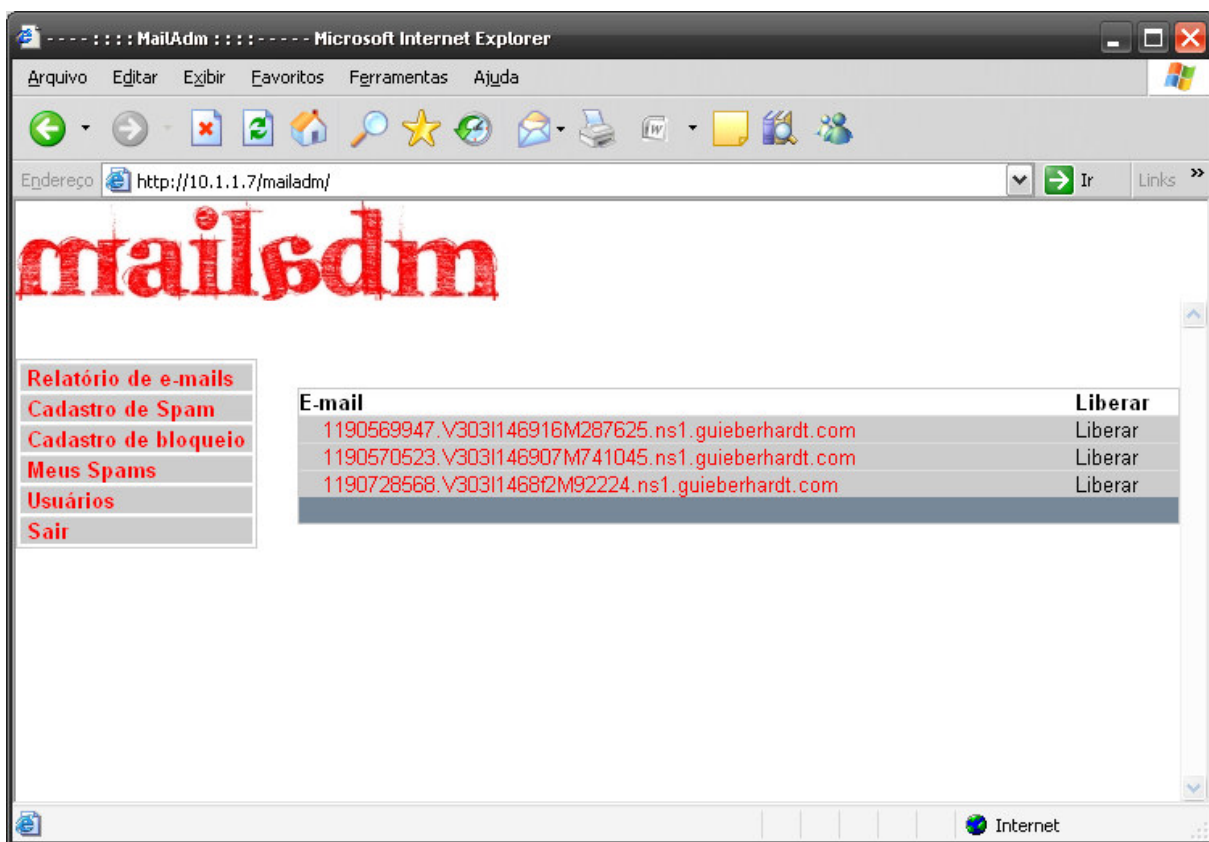 - - - - : : : : MailAdm : : : : - - - - - Microsoft Internet Explorer
Arquivo Editar Exibir Favoritos Ferramentas Ajuda
Endereço http://10.1.1.7/mailadm/ Ir Links »
mailadm
Relatório de e-mails
Cadastro de Spam
Cadastro de bloqueio
Meus Spams
Usuários
Sair
E-mail Liberar
1190569947.V303I146916M287625.ns1.guieberhardt.com Liberar
1190570523.V303I146907M741045.ns1.guieberhardt.com Liberar
1190728568.V303I1468f2M92224.ns1.guieberhardt.com Liberar
Internet